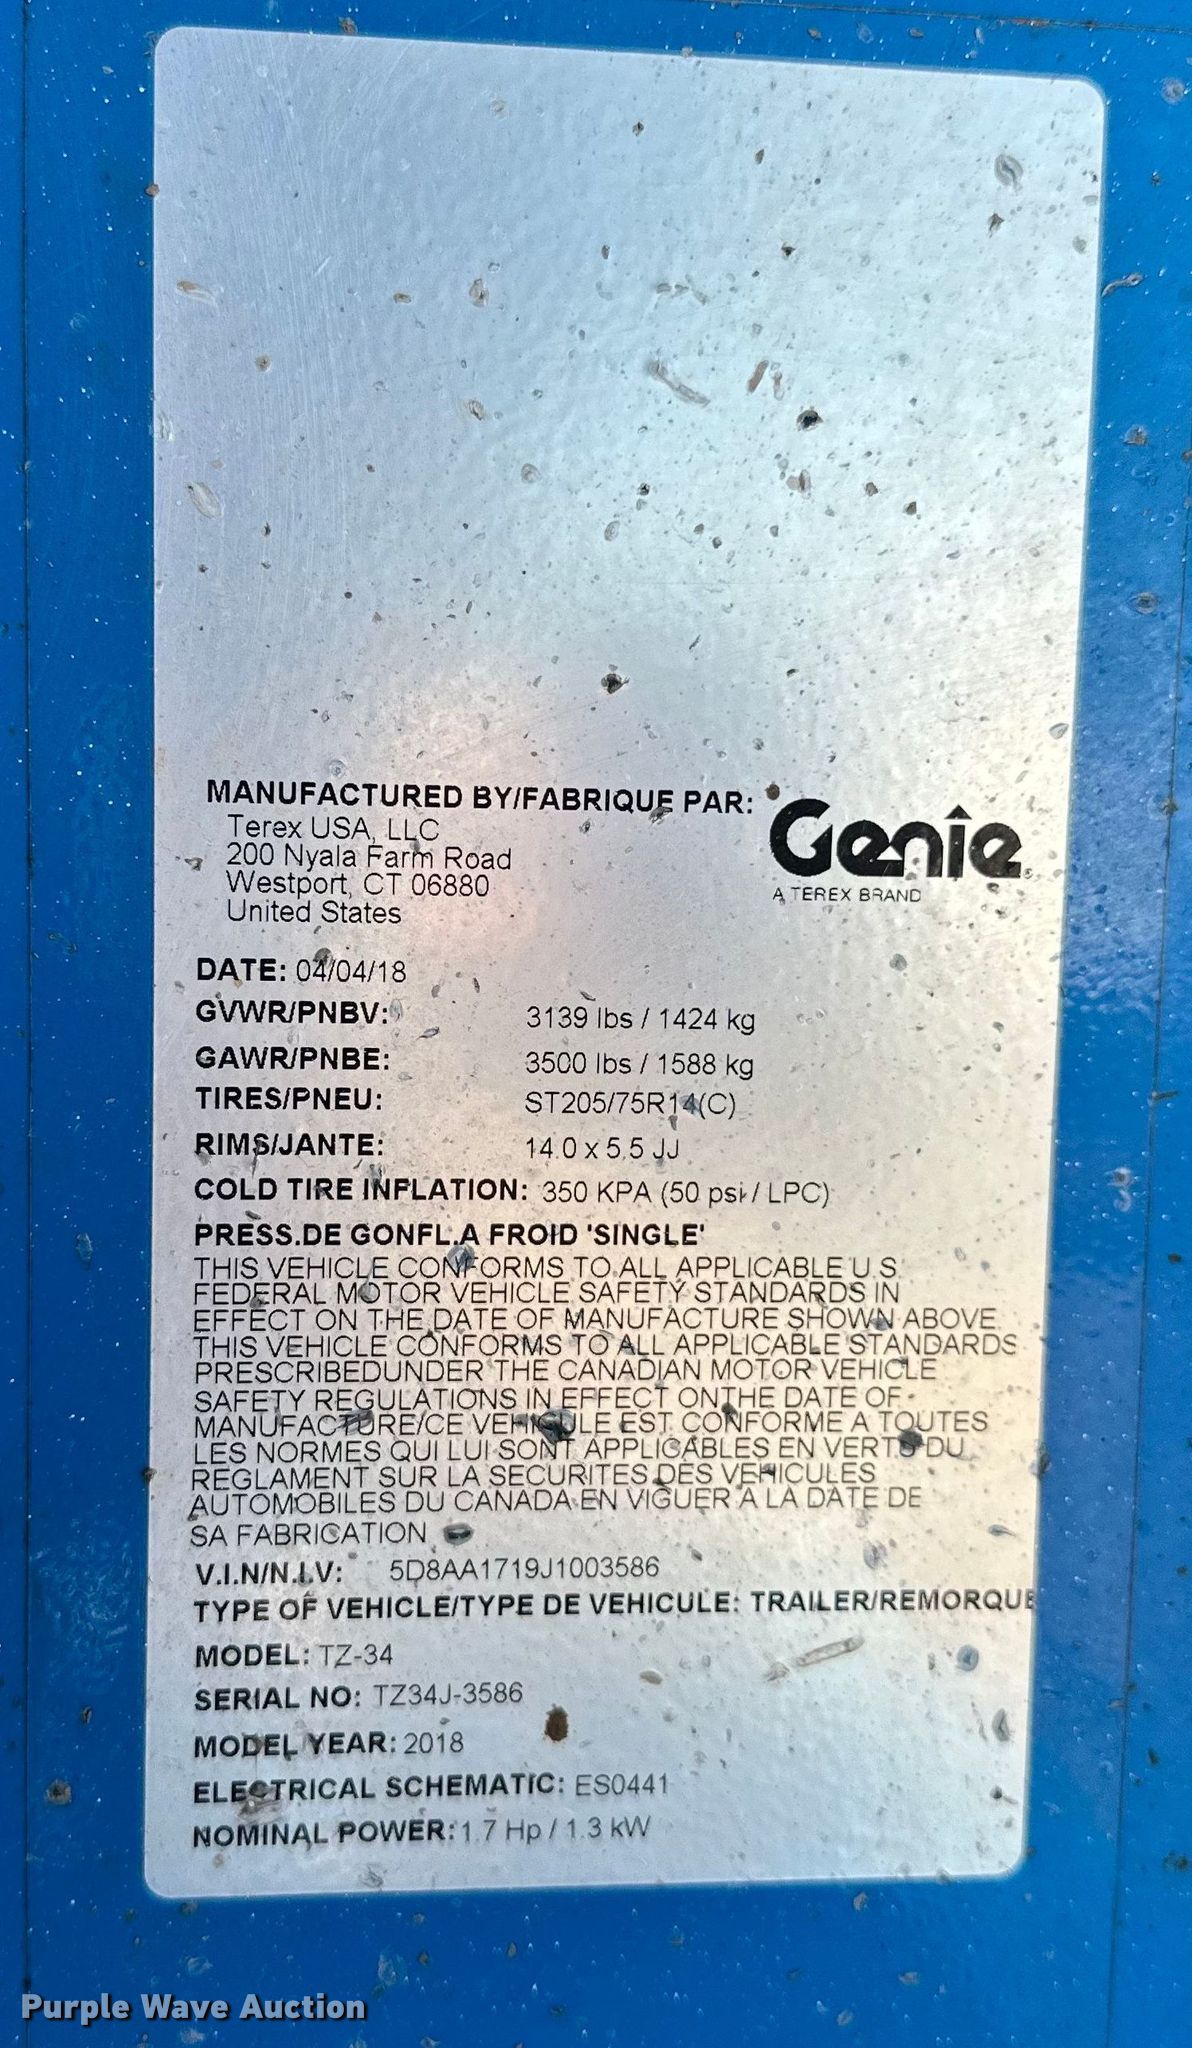 MANUFACTURED BY/FABRIQUE PAR:
Terex USA, LLC
200 Nyala Farm Road
Westport, CT 06880
United States
Genie
A TEREX BRAND
DATE: 04/04/18
GVWR/PNBV: 3139 lbs / 1424 kg
GAWR/PNBE: 3500 lbs / 1588 kg
TIRES/PNEU: ST205/75R14(C)
RIMS/JANTE: 14.0 x 5.5 JJ
COLD TIRE INFLATION: 350 KPA (50 psi / LPC)
PRESS.DE GONFL.A FROID 'SINGLE'
THIS VEHICLE CONFORMS TO ALL APPLICABLE U.S.
FEDERAL MOTOR VEHICLE SAFETY STANDARDS IN
EFFECT ON THE DATE OF MANUFACTURE SHOWN ABOVE.
THIS VEHICLE CONFORMS TO ALL APPLICABLE STANDARDS
PRESCRIBEDUNDER THE CANADIAN MOTOR VEHICLE
SAFETY REGULATIONS IN EFFECT ONTHE DATE OF
MANUFACTURE/CE VEHICULE EST CONFORME A TOUTES
LES NORMES QUI LUI SONT APPLICABLES EN VERTS DU
REGLAMENT SUR LA SECURITES DES VEHICULES
AUTOMOBILES DU CANADA EN VIGUER A LA DATE DE
SA FABRICATION
V.I.N/N.I.V: 5D8AA1719J1003586
TYPE OF VEHICLE/TYPE DE VEHICULE: TRAILER/REMORQUE
MODEL: TZ-34
SERIAL NO: TZ34J-3586
MODEL YEAR: 2018
ELECTRICAL SCHEMATIC: ES0441
NOMINAL POWER: 1.7 Hp / 1.3 kW
Purple Wave Auction